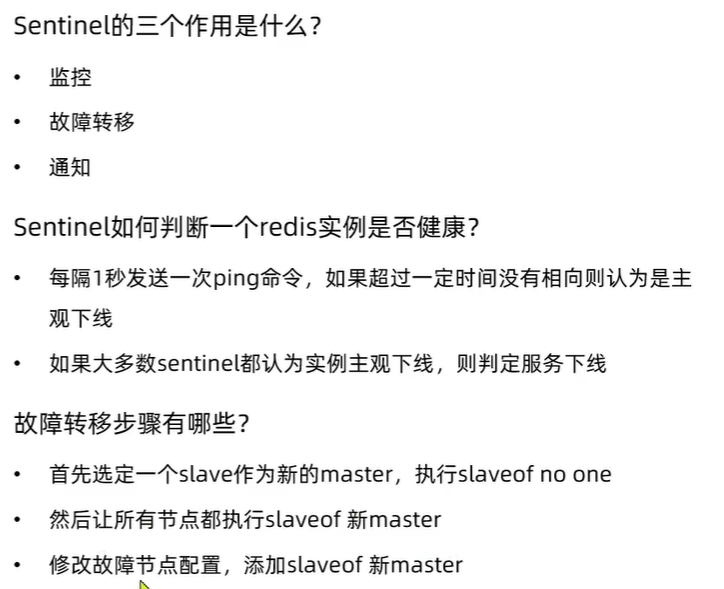 Sentinel的三个作用是什么？
• 监控
• 故障转移
• 通知
Sentinel如何判断一个redis实例是否健康？
• 每隔1秒发送一次ping命令，如果超过一定时间没有相向则认为是主
观下线
• 如果大多数sentinel都认为实例主观下线，则判定服务下线
故障转移步骤有哪些？
• 首先选定一个slave作为新的master，执行slaveof no one
• 然后让所有节点都执行slaveof 新master
• 修改故障节点配置，添加slaveof 新master